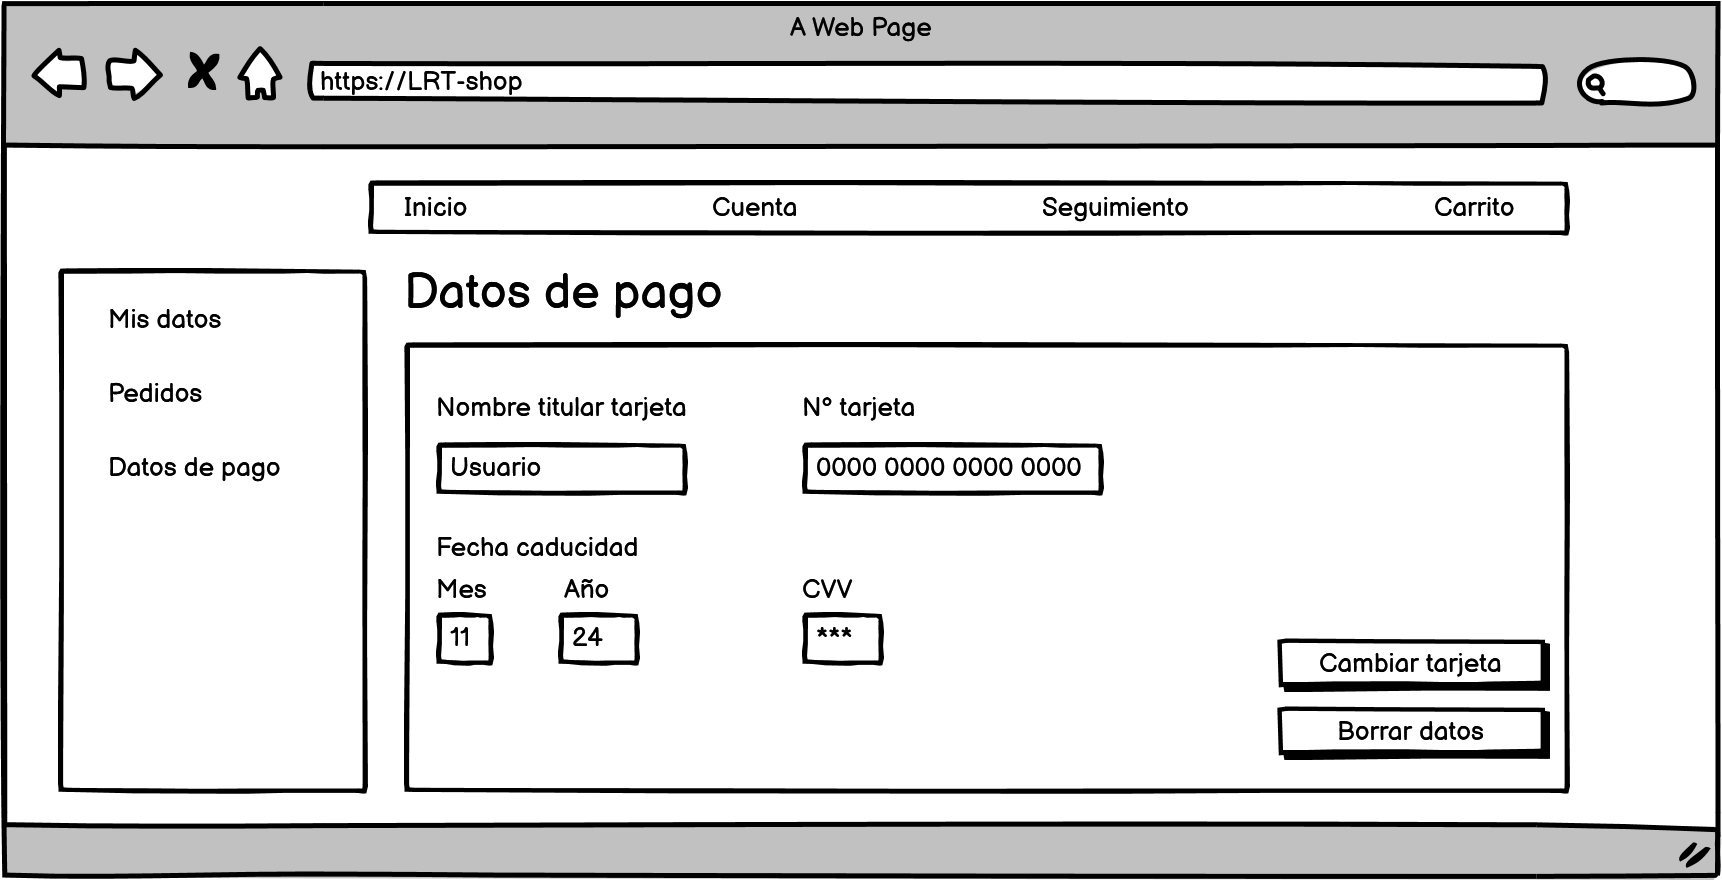 A Web Page
https://LRT-shop
Inicio Cuenta Seguimiento Carrito
Mis datos
Pedidos
Datos de pago
Datos de pago
Nombre titular tarjeta Nº tarjeta
Usuario 0000 0000 0000 0000
Fecha caducidad
Mes Año CVV
11 24 ***
Cambiar tarjeta
Borrar datos